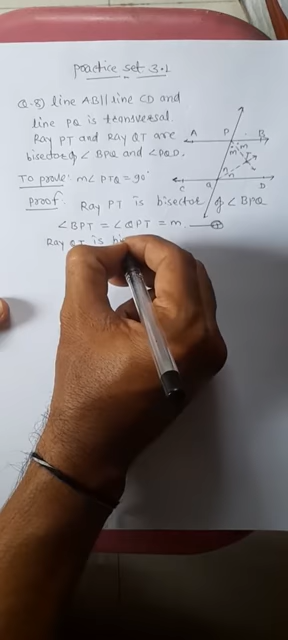 Practice set 3.1
Q.8) line AB || line CD and
line PQ is transversal.
Ray PT and Ray QT are
bisector of ∠BPQ and ∠PQD.
To prove: m∠PTQ = 90°
Proof. Ray PT is bisector of ∠BPQ
∠BPT = ∠QPT = m. — ①
Ray QT is bis
A P B
m m
T
n
n
C Q D